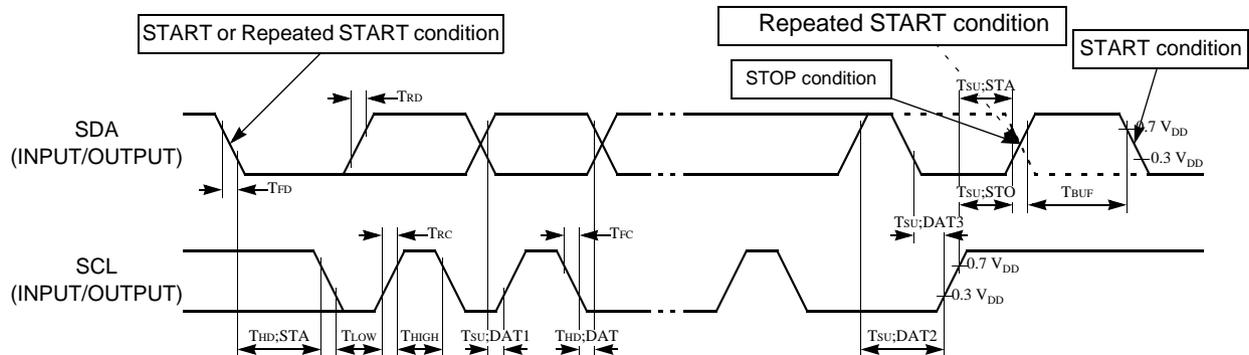 START or Repeated START condition
Repeated START condition
START condition
STOP condition
TSU;STA
TRD
SDA
(INPUT/OUTPUT)
0.7 VDD
0.3 VDD
TFD
TSU;STO
TBUF
TSU;DAT3
TRC
TFC
SCL
(INPUT/OUTPUT)
0.7 VDD
0.3 VDD
THD;STA
TLOW
THIGH
TSU;DAT1
THD;DAT
TSU;DAT2